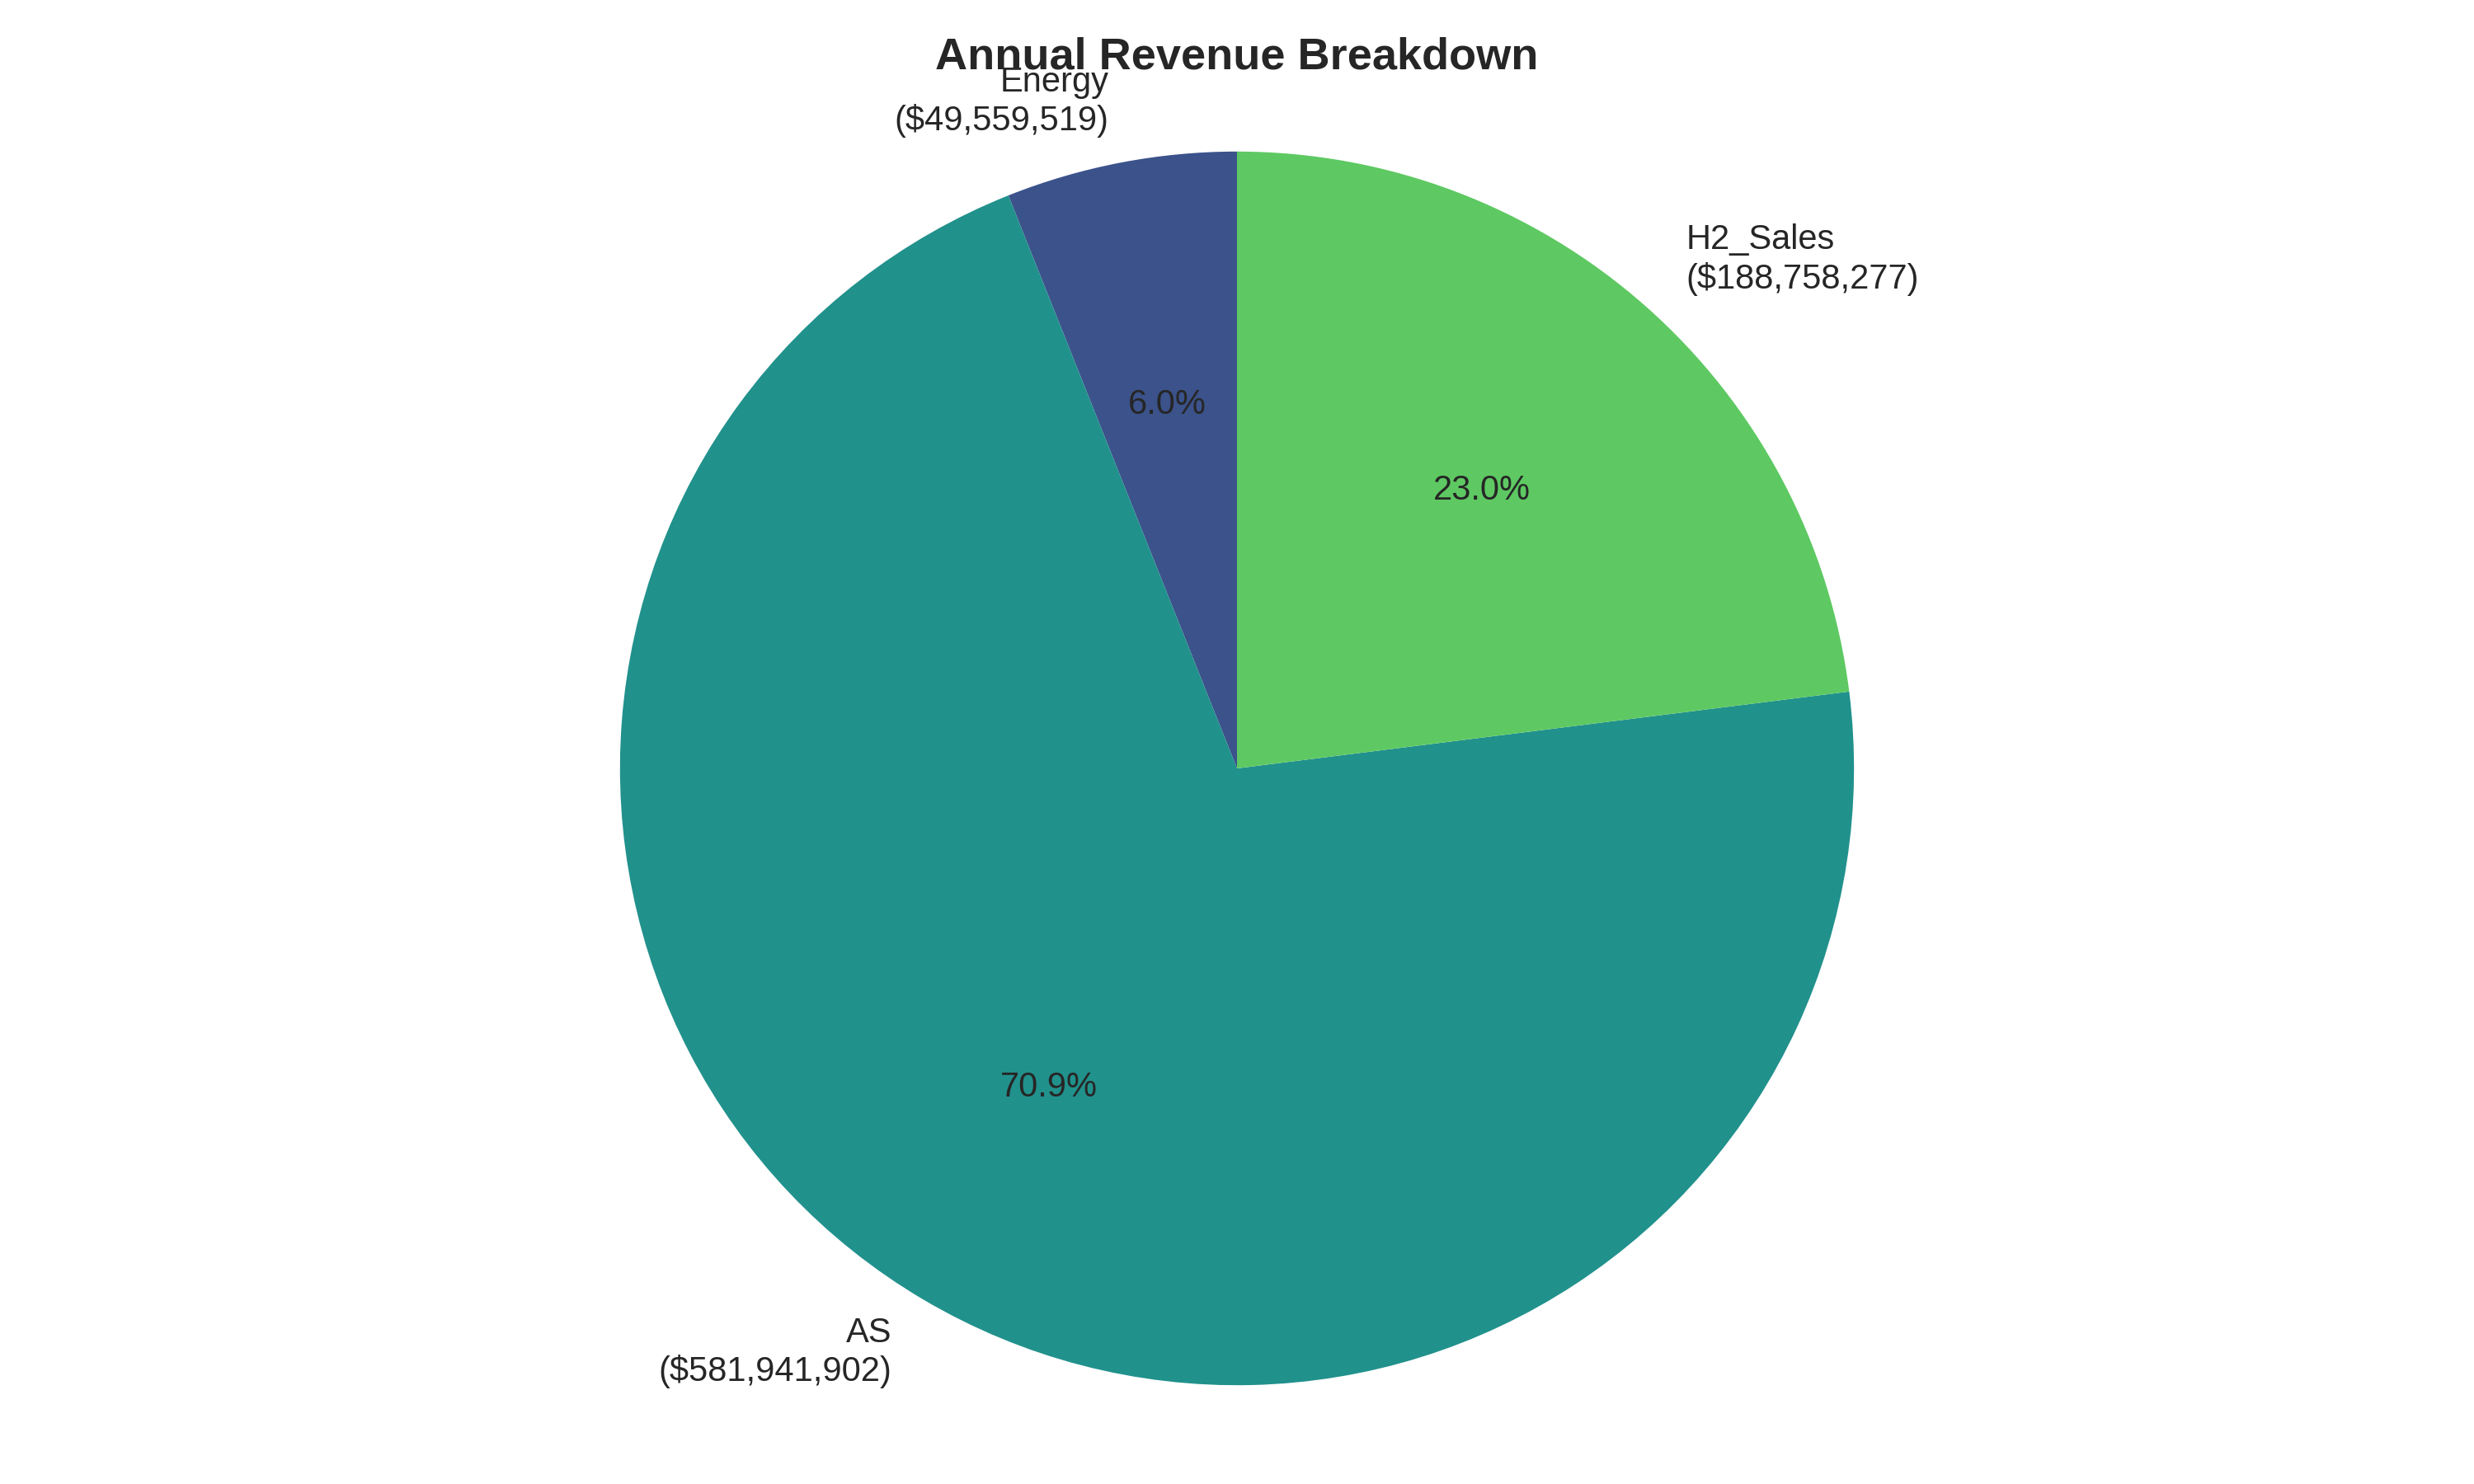 Annual Revenue Breakdown
Energy
($49,559,519)
H2_Sales
($188,758,277)
6.0%
23.0%
70.9%
AS
($581,941,902)